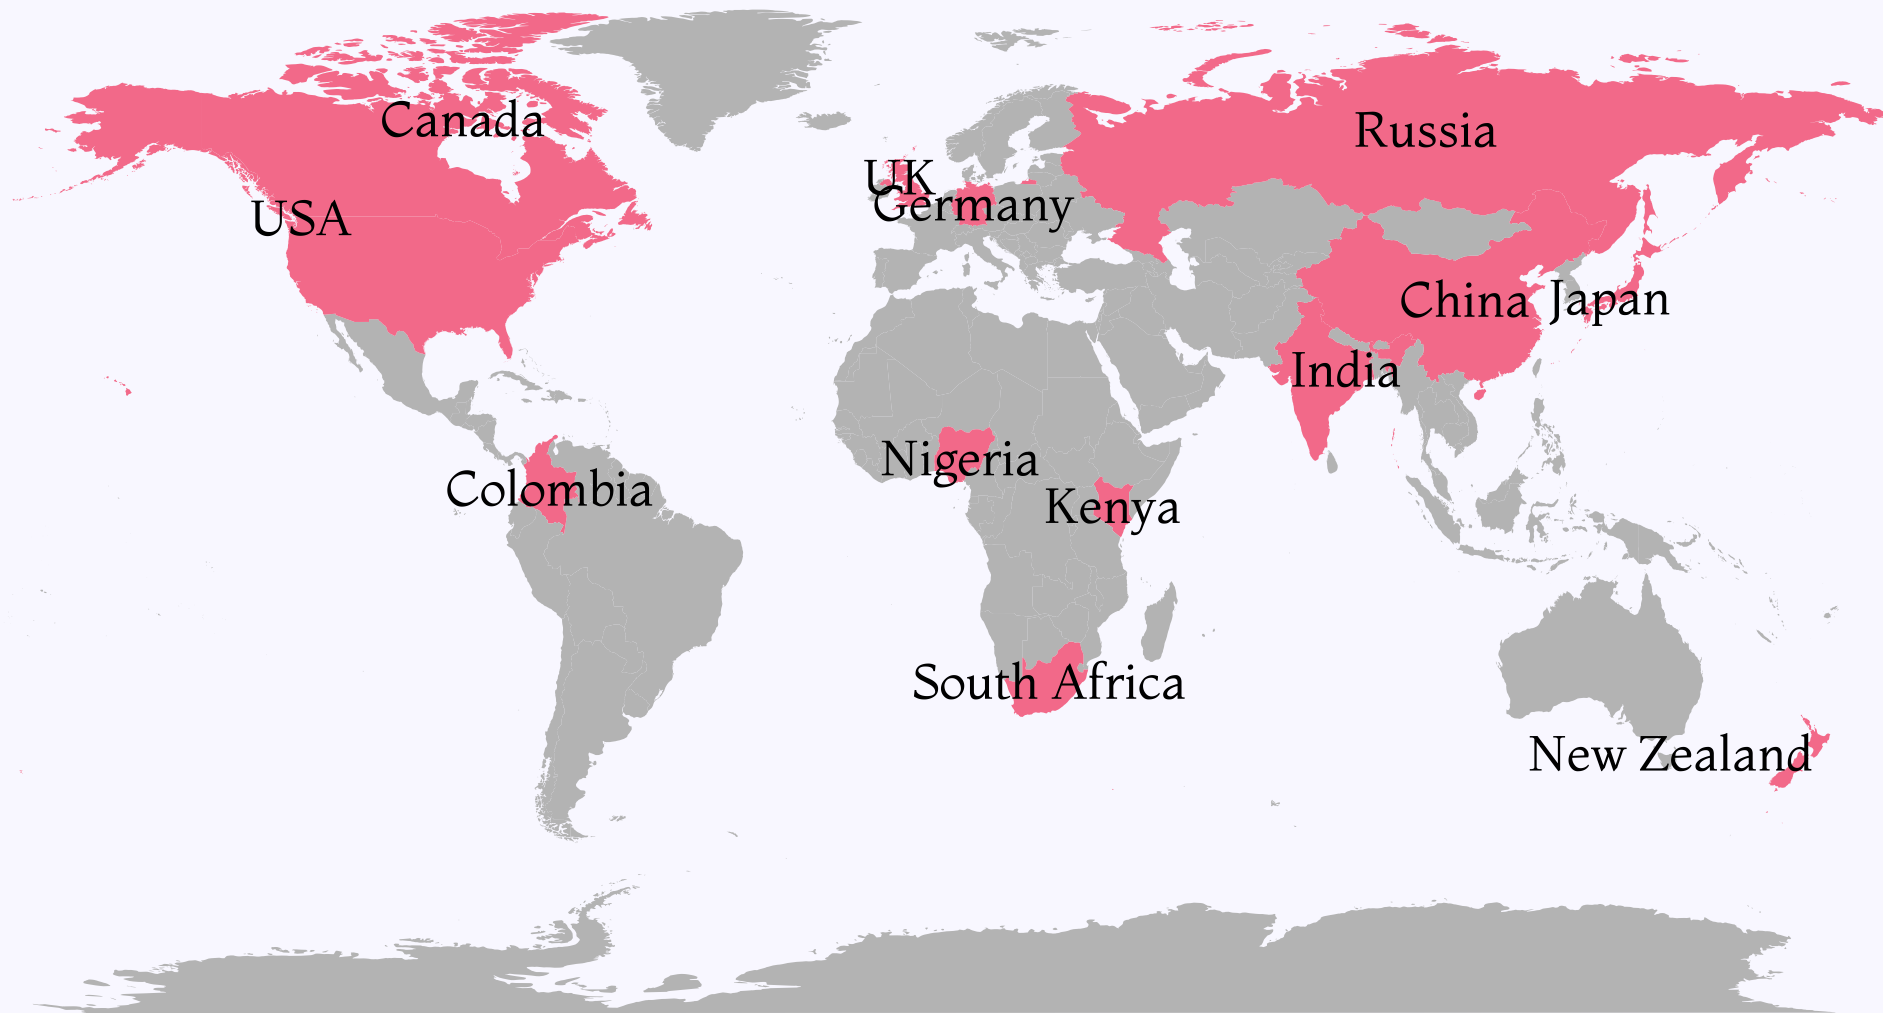 Canada
Russia
UK
Germany
USA
China
Japan
India
Nigeria
Colombia
Kenya
South Africa
New Zealand